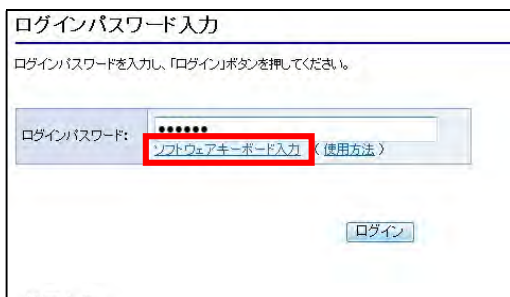 ログインパスワード入力
ログインパスワードを入力し、「ログイン」ボタンを押してください。
ログインパスワード:
●●●●●●
ソフトウェアキーボード入力 (使用方法)
ログイン